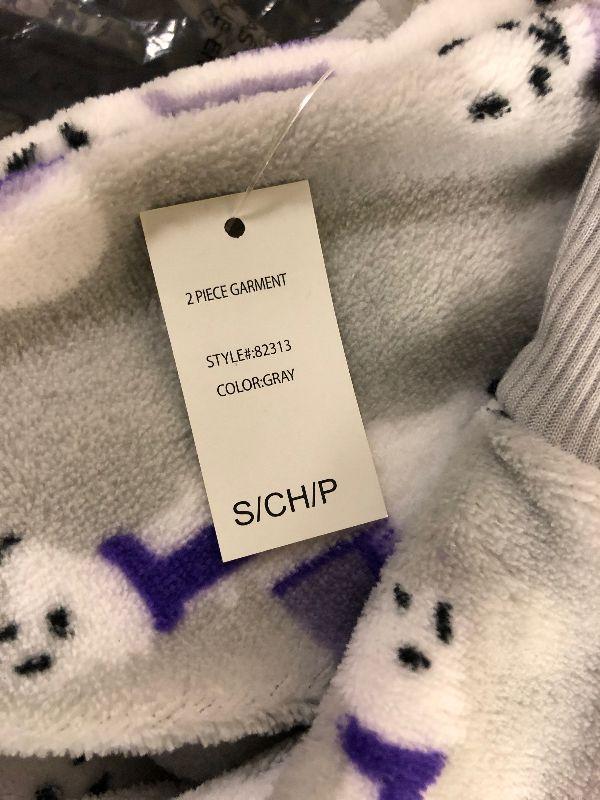 2 PIECE GARMENT
STYLE#:82313
COLOR:GRAY
S/CH/P